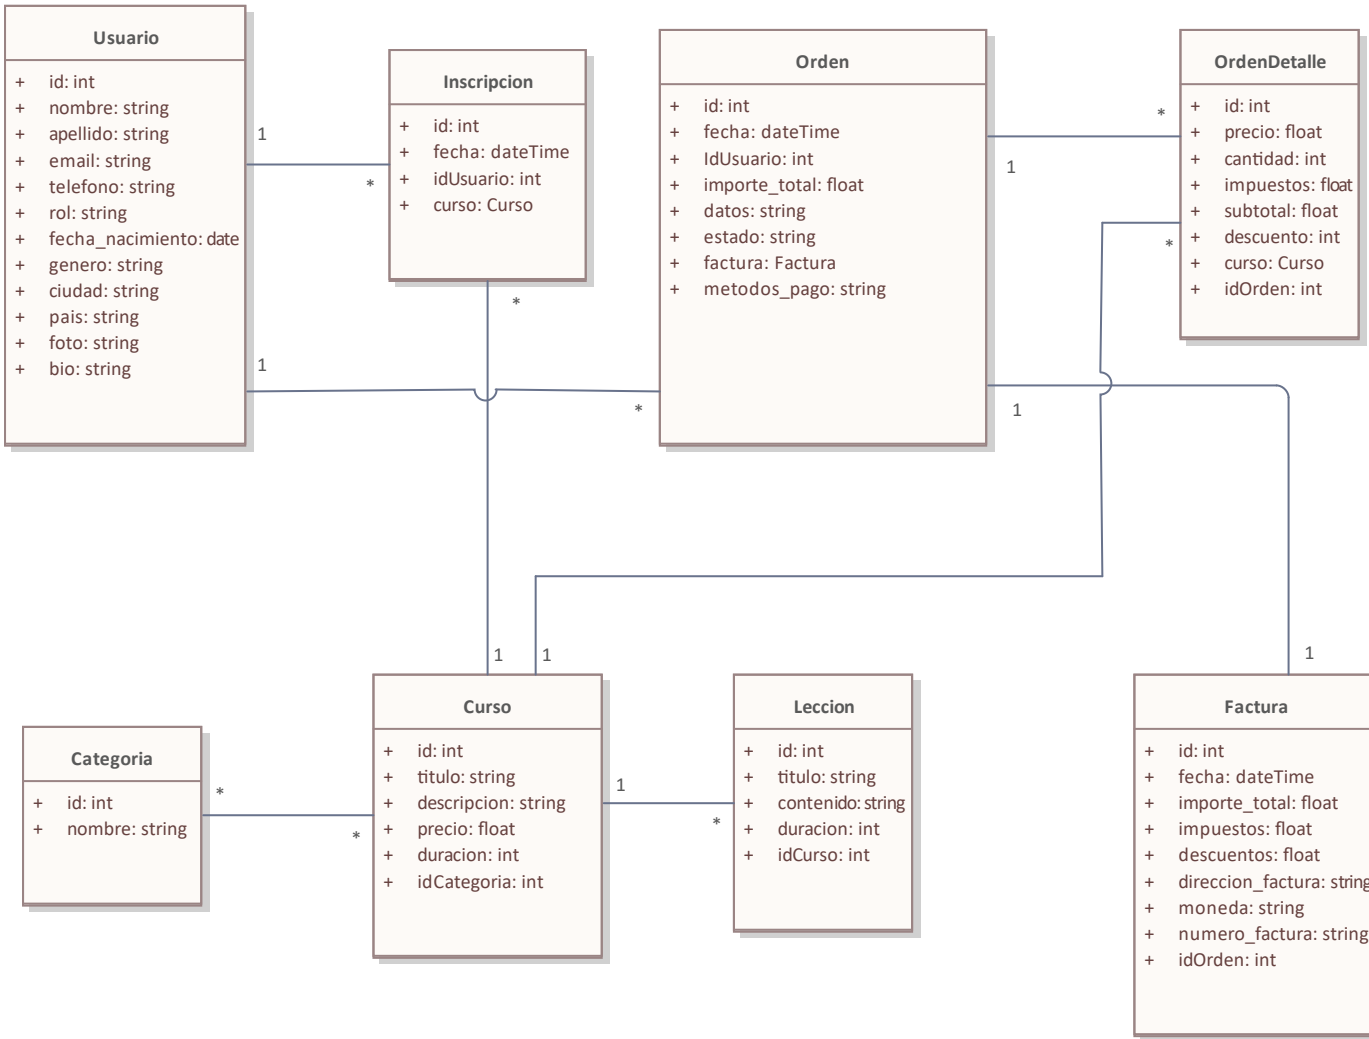 Usuario
+ id: int
+ nombre: string
+ apellido: string
+ email: string
+ telefono: string
+ rol: string
+ fecha_nacimiento: date
+ genero: string
+ ciudad: string
+ pais: string
+ foto: string
+ bio: string
1
*
1
*
Inscripcion
+ id: int
+ fecha: dateTime
+ idUsuario: int
+ curso: Curso
*
Orden
+ id: int
+ fecha: dateTime
+ IdUsuario: int
+ importe_total: float
+ datos: string
+ estado: string
+ factura: Factura
+ metodos_pago: string
*
1
*
1
OrdenDetalle
+ id: int
+ precio: float
+ cantidad: int
+ impuestos: float
+ subtotal: float
+ descuento: int
+ curso: Curso
+ idOrden: int
1
1
1
Categoria
+ id: int
+ nombre: string
*
*
Curso
+ id: int
+ titulo: string
+ descripcion: string
+ precio: float
+ duracion: int
+ idCategoria: int
1
*
Leccion
+ id: int
+ titulo: string
+ contenido: string
+ duracion: int
+ idCurso: int
Factura
+ id: int
+ fecha: dateTime
+ importe_total: float
+ impuestos: float
+ descuentos: float
+ direccion_factura: string
+ moneda: string
+ numero_factura: string
+ idOrden: int